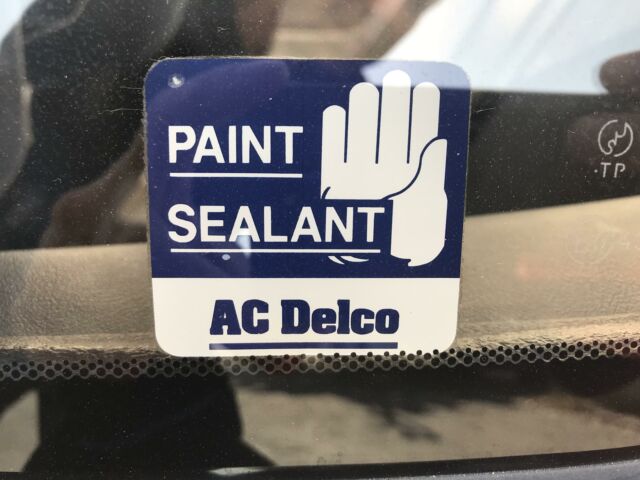 PAINT
SEALANT
AC Delco
.TP